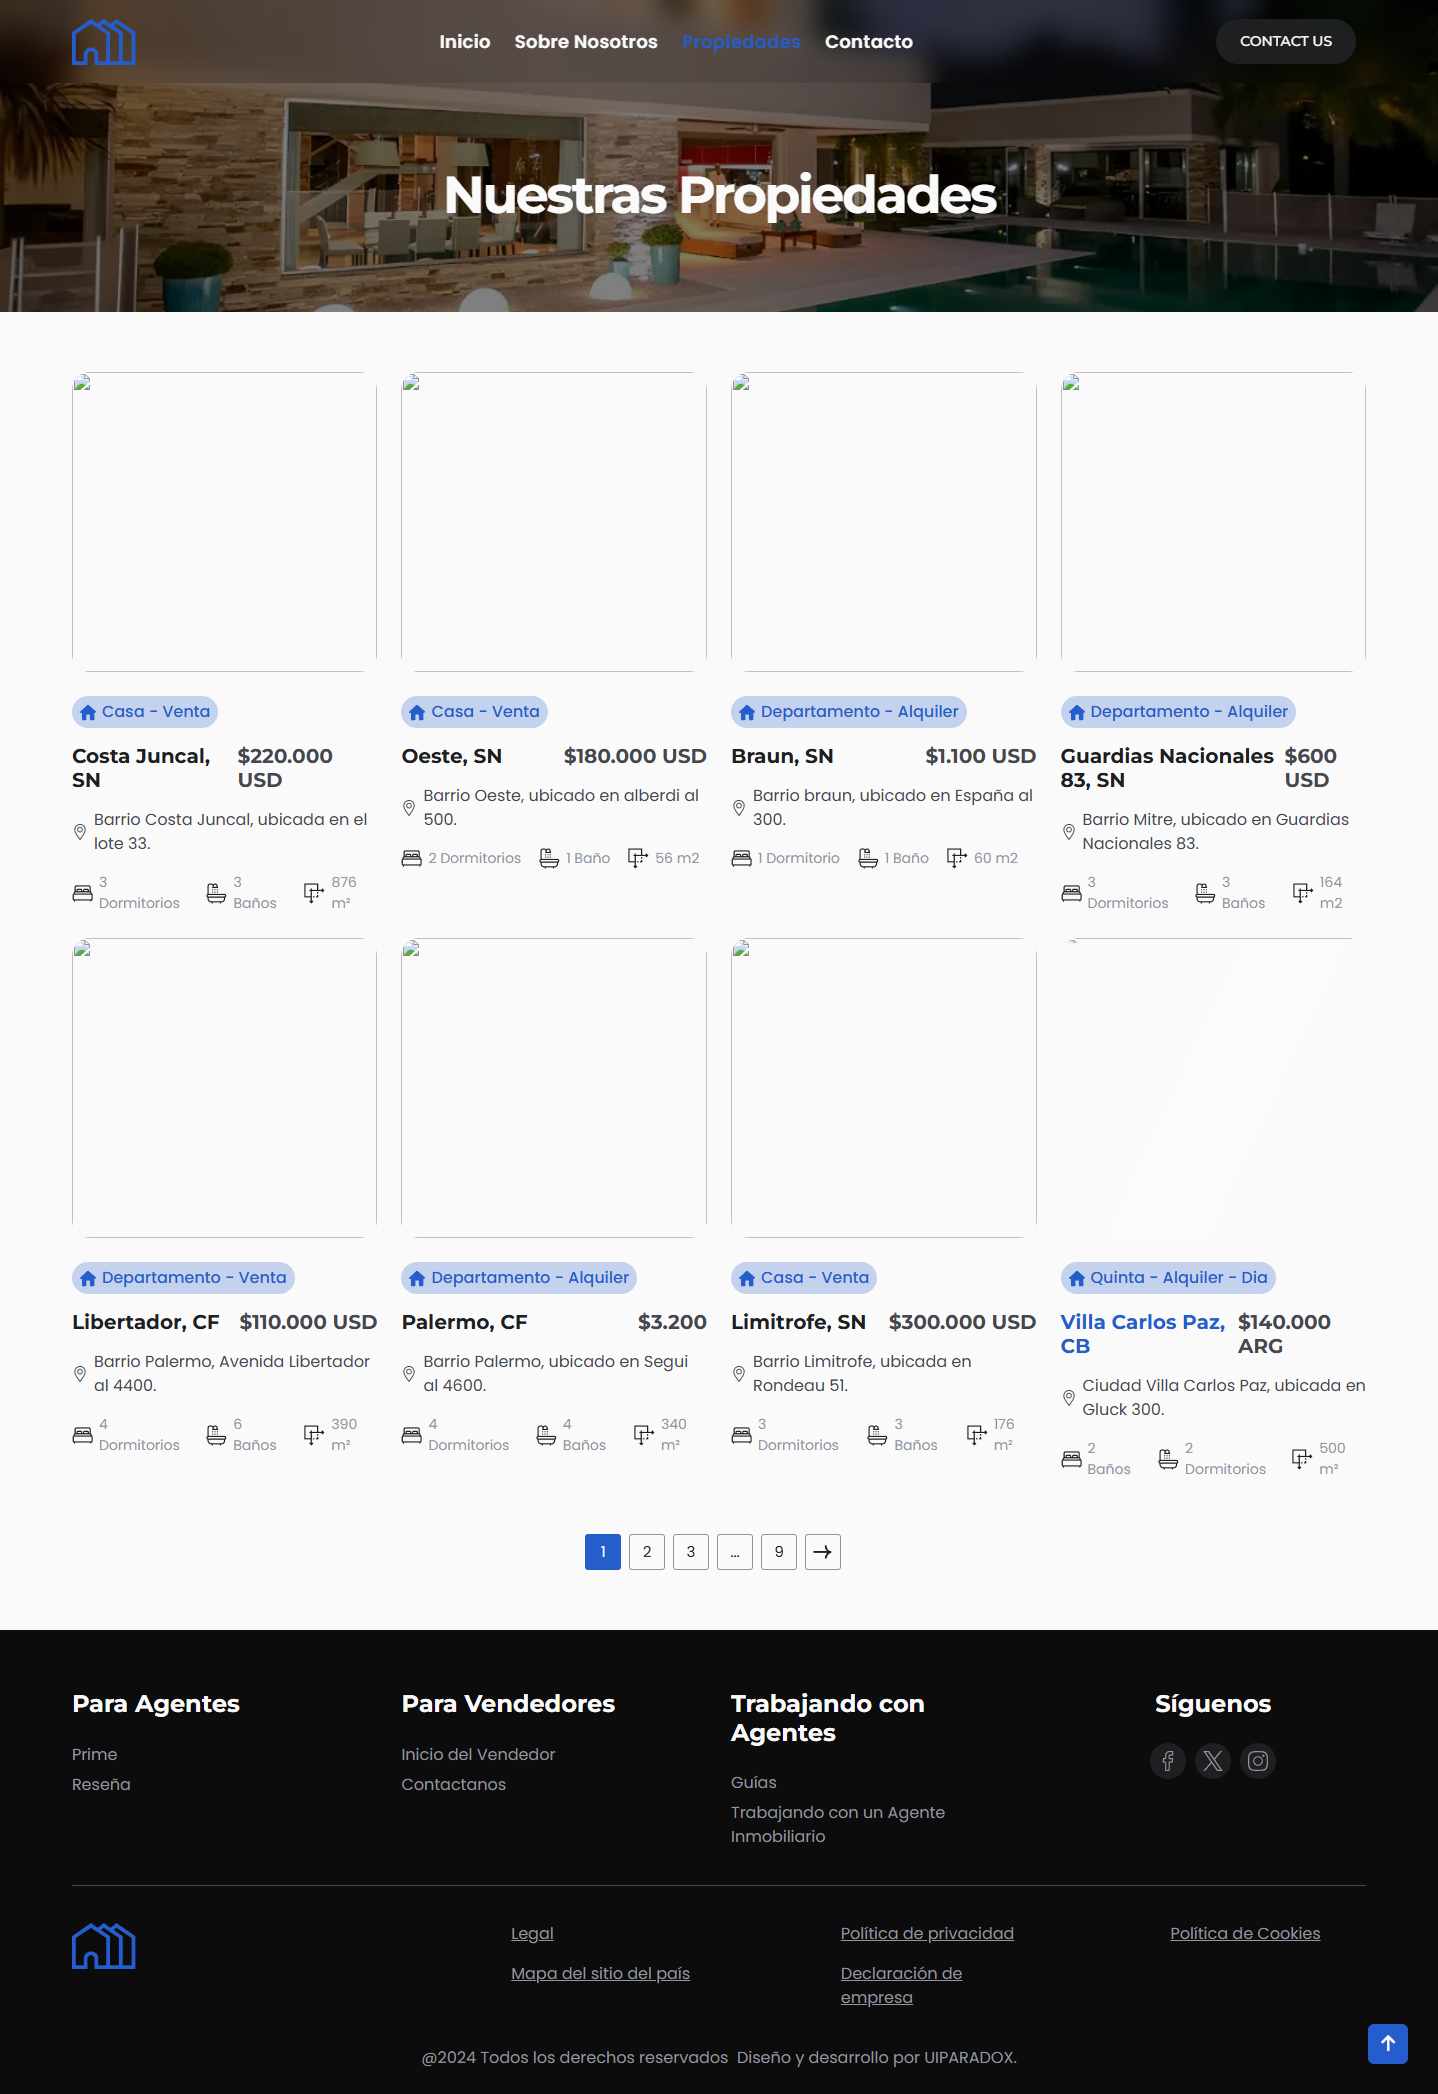 Inicio Sobre Nosotros Propiedades Contacto CONTACT US
Nuestras Propiedades
Casa - Venta
Costa Juncal, SN
$220.000 USD
Barrio Costa Juncal, ubicada en el lote 33.
3 Dormitorios
3 Baños
876 m²
Casa - Venta
Oeste, SN
$180.000 USD
Barrio Oeste, ubicado en alberdi al 500.
2 Dormitorios
1 Baño
56 m2
Departamento - Alquiler
Braun, SN
$1.100 USD
Barrio braun, ubicado en España al 300.
1 Dormitorio
1 Baño
60 m2
Departamento - Alquiler
Guardias Nacionales 83, SN
$600 USD
Barrio Mitre, ubicado en Guardias Nacionales 83.
3 Dormitorios
3 Baños
164 m2
Departamento - Venta
Libertador, CF
$110.000 USD
Barrio Palermo, Avenida Libertador al 4400.
4 Dormitorios
6 Baños
390 m²
Departamento - Alquiler
Palermo, CF
$3.200
Barrio Palermo, ubicado en Segui al 4600.
4 Dormitorios
4 Baños
340 m²
Casa - Venta
Limitrofe, SN
$300.000 USD
Barrio Limitrofe, ubicada en Rondeau 51.
3 Dormitorios
3 Baños
176 m²
Quinta - Alquiler - Dia
Villa Carlos Paz, CB
$140.000 ARG
Ciudad Villa Carlos Paz, ubicada en Gluck 300.
2 Baños
2 Dormitorios
500 m²
1 2 3 ... 9
Para Agentes
Prime
Reseña
Para Vendedores
Inicio del Vendedor
Contactanos
Trabajando con Agentes
Guías
Trabajando con un Agente Inmobiliario
Síguenos
Legal
Mapa del sitio del país
Política de privacidad
Declaración de empresa
Política de Cookies
@2024 Todos los derechos reservados Diseño y desarrollo por UIPARADOX.